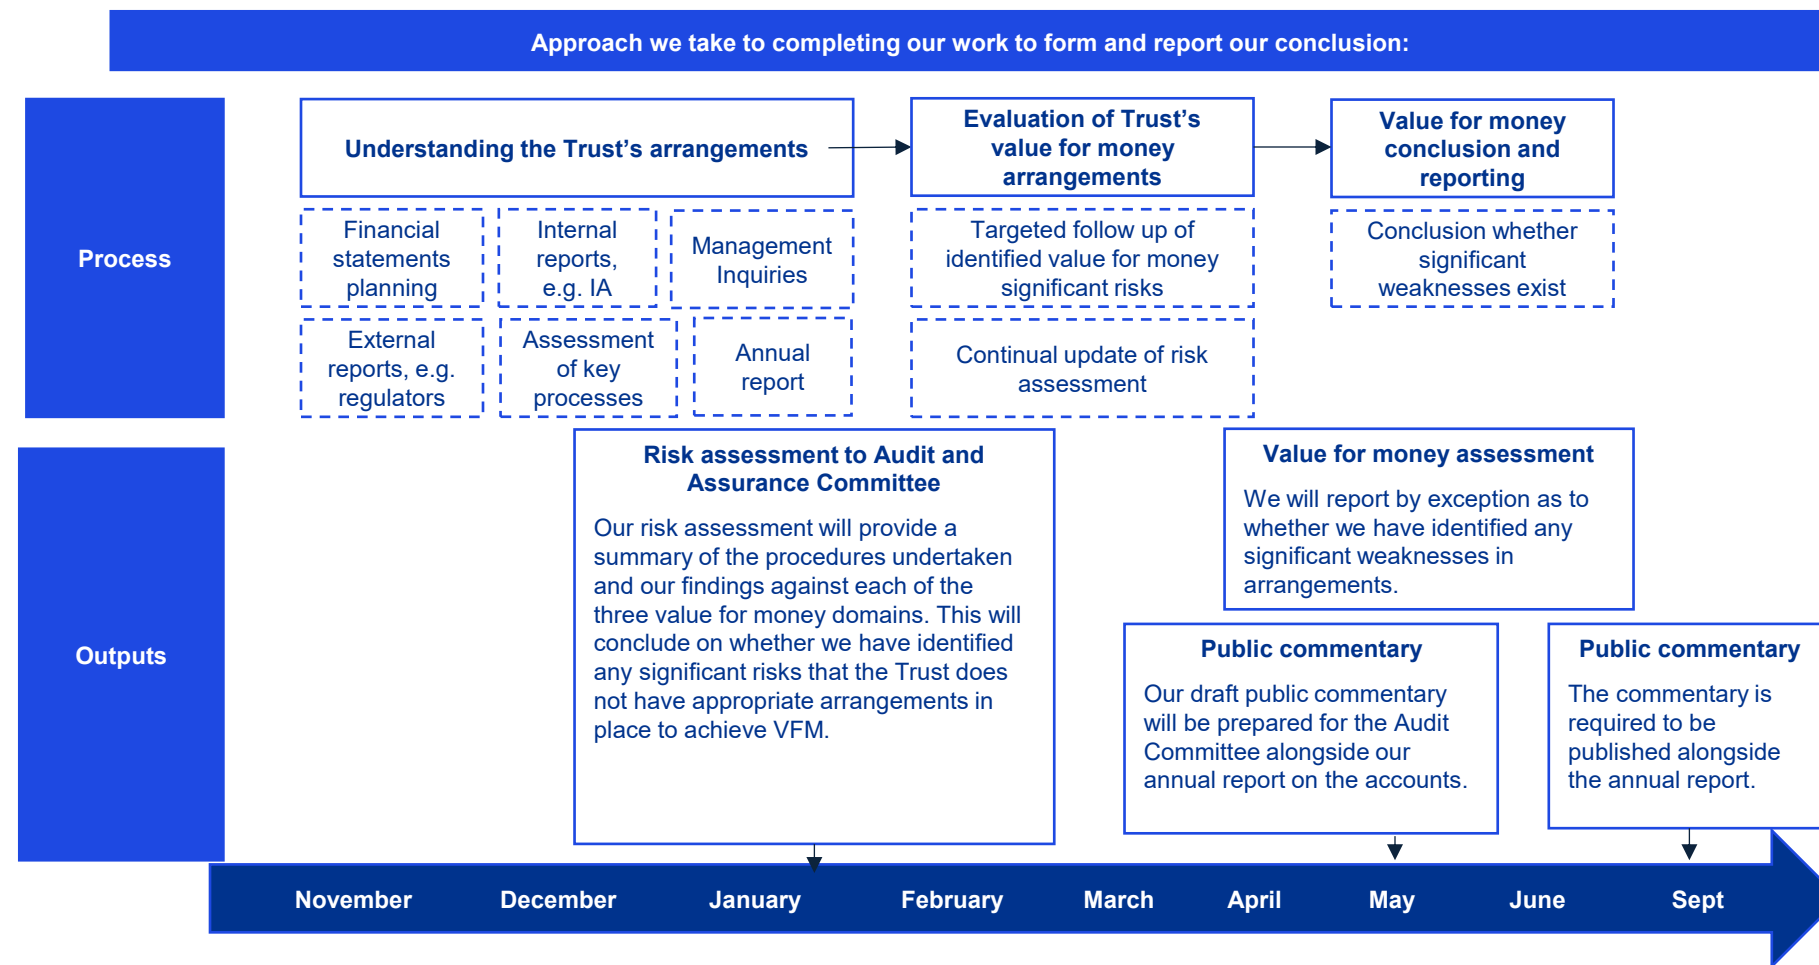 Approach we take to completing our work to form and report our conclusion:
Process
Understanding the Trust’s arrangements
Evaluation of Trust’s
value for money
arrangements
Value for money
conclusion and
reporting
Financial
statements
planning
Internal
reports,
e.g. IA
Management
Inquiries
Targeted follow up of
identified value for money
significant risks
Conclusion whether
significant
weaknesses exist
External
reports, e.g.
regulators
Assessment
of key
processes
Annual
report
Continual update of risk
assessment
Outputs
Risk assessment to Audit and
Assurance Committee
Our risk assessment will provide a
summary of the procedures undertaken
and our findings against each of the
three value for money domains. This will
conclude on whether we have identified
any significant risks that the Trust does
not have appropriate arrangements in
place to achieve VFM.
Value for money assessment
We will report by exception as to
whether we have identified any
significant weaknesses in
arrangements.
Public commentary
Our draft public commentary
will be prepared for the Audit
Committee alongside our
annual report on the accounts.
Public commentary
The commentary is
required to be
published alongside
the annual report.
November December January February March April May June Sept